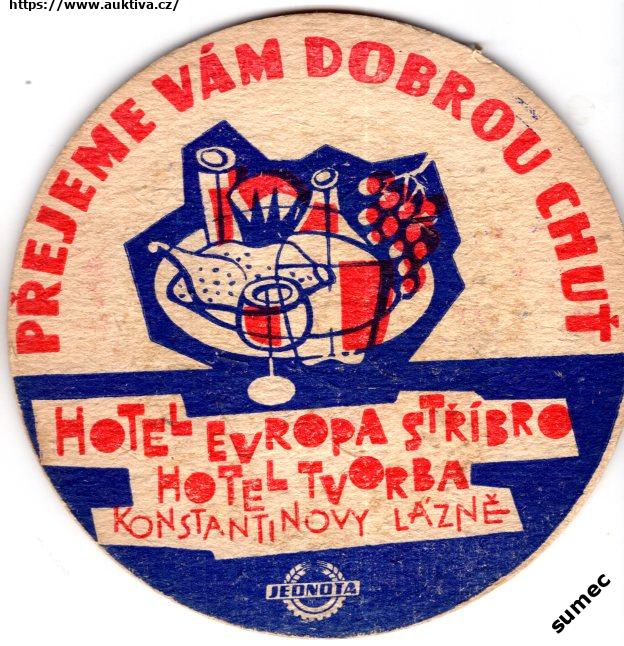 https://www.auktiva.cz/
PŘEJEME VÁM DOBROU CHUŤ
HOTEL EVROPA STŘÍBRO
HOTEL TVORBA
KONSTANTINOVY LÁZNĚ
JEDNOTA
sumec